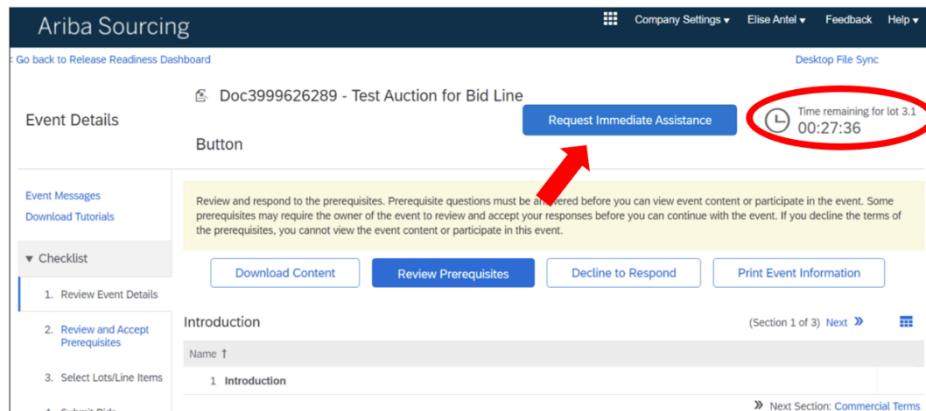 Ariba Sourcing
Company Settings ▾ Elise Antel ▾ Feedback Help ▾
Go back to Release Readiness Dashboard
Desktop File Sync
Event Details
Doc3999626289 - Test Auction for Bid Line
Button
Request Immediate Assistance
Time remaining for lot 3.1
00:27:36
Event Messages
Download Tutorials
▼ Checklist
1. Review Event Details
2. Review and Accept
Prerequisites
3. Select Lots/Line Items
Review and respond to the prerequisites. Prerequisite questions must be answered before you can view event content or participate in the event. Some
prerequisites may require the owner of the event to review and accept your responses before you can continue with the event. If you decline the terms of
the prerequisites, you cannot view the event content or participate in this event.
Download Content
Review Prerequisites
Decline to Respond
Print Event Information
Introduction
(Section 1 of 3) Next »
Name ↑
1 Introduction
» Next Section: Commercial Terms